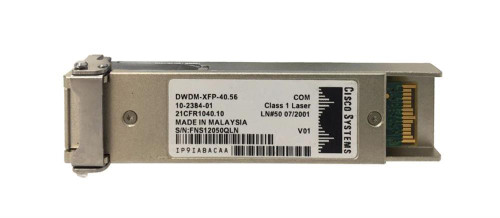 DWDM-XFP-40.56 COM
10-2384-01 Class 1 Laser
21CFR1040.10 LN#50 07/2001
MADE IN MALAYSIA
S/N:FNS12050QLN V01
IP9IABACAA
CISCO SYSTEMS